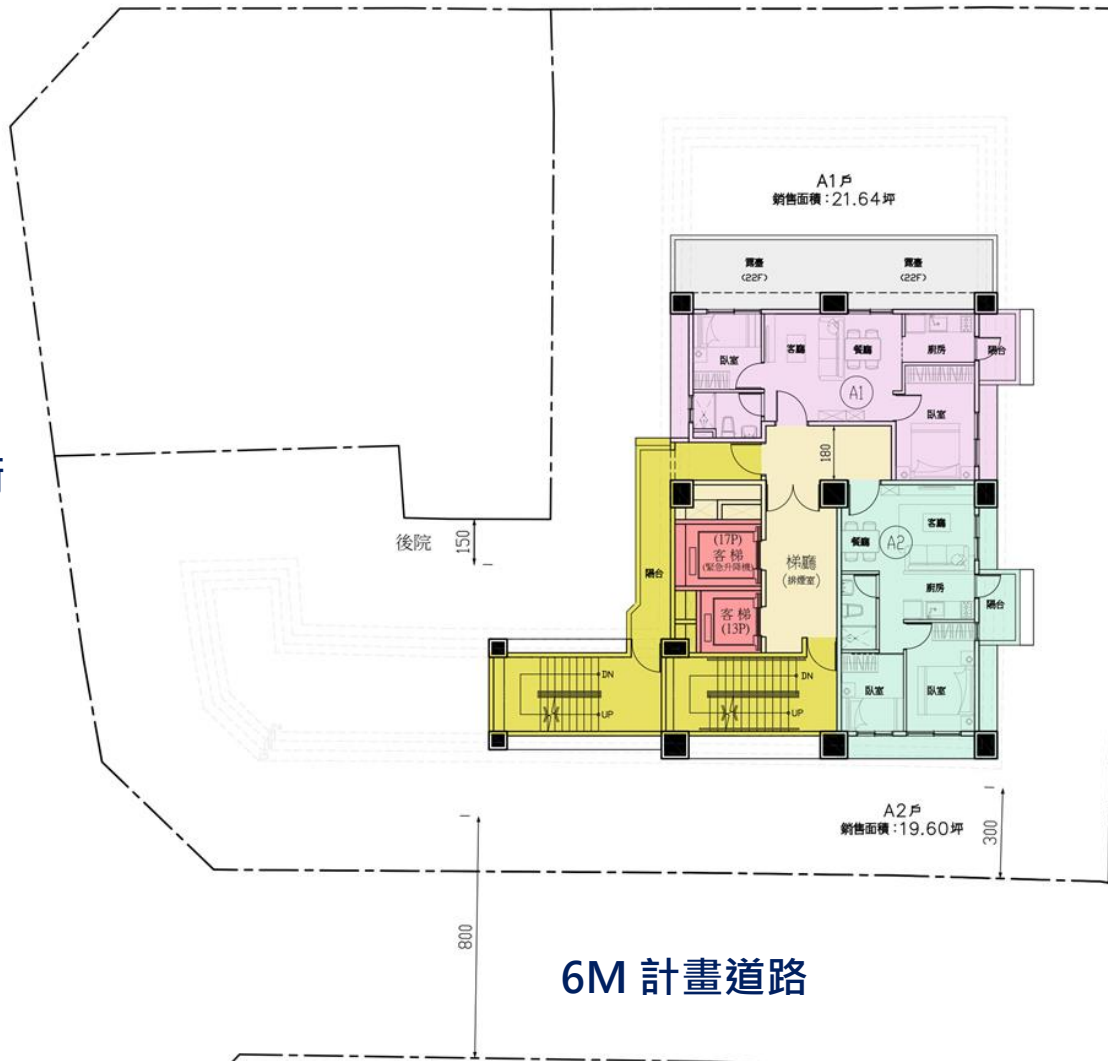 A1戶
銷售面積：21.64坪
露臺
(22F)
露臺
(22F)
臥室
客廳
餐廳
廚房
陽台
A1
臥室
180
後院
150
陽台
(17P)
客梯
(緊急升降機)
客梯
(13P)
梯廳
(排煙室)
餐廳
A2
客廳
廚房
陽台
DN
UP
DN
UP
臥室
臥室
A2戶
銷售面積：19.60坪
300
800
6M 計畫道路